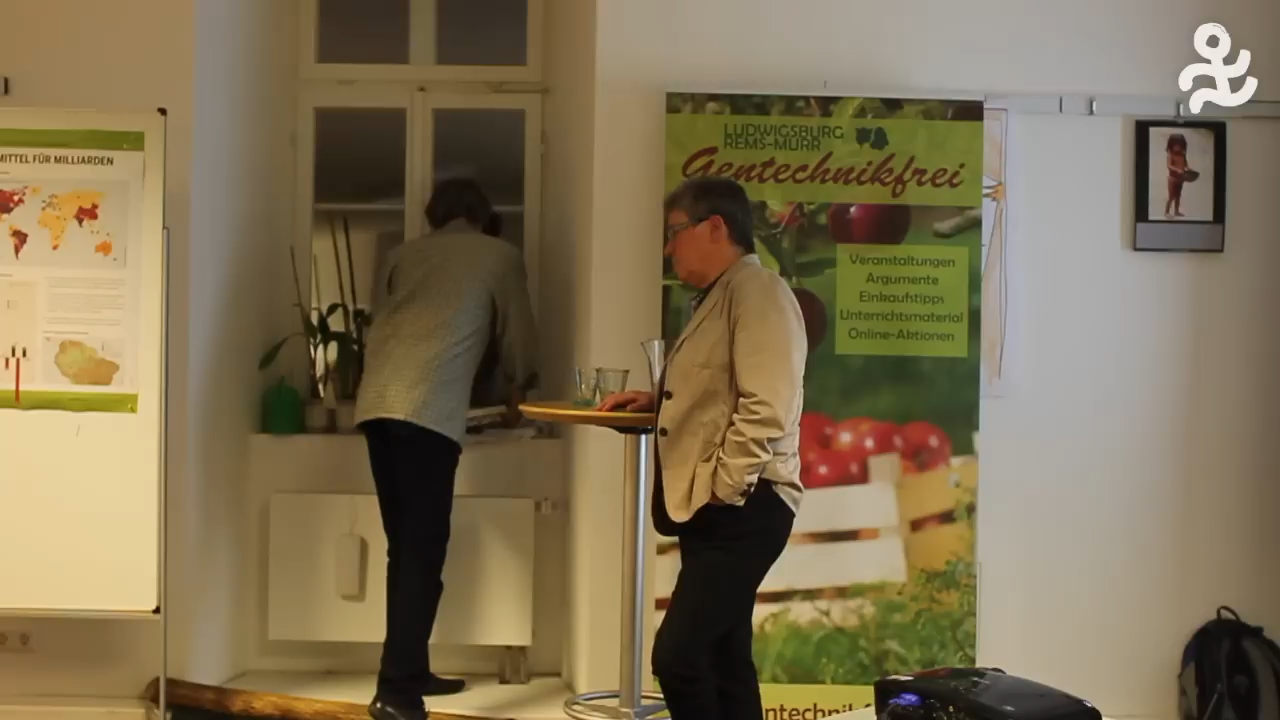 MITTEL FÜR MILLIARDEN
LUDWIGSBURG
REMS-MURR
Gentechnikfrei
Veranstaltungen
Argumente
Einkaufstipps
Unterrichtsmaterial
Online-Aktionen